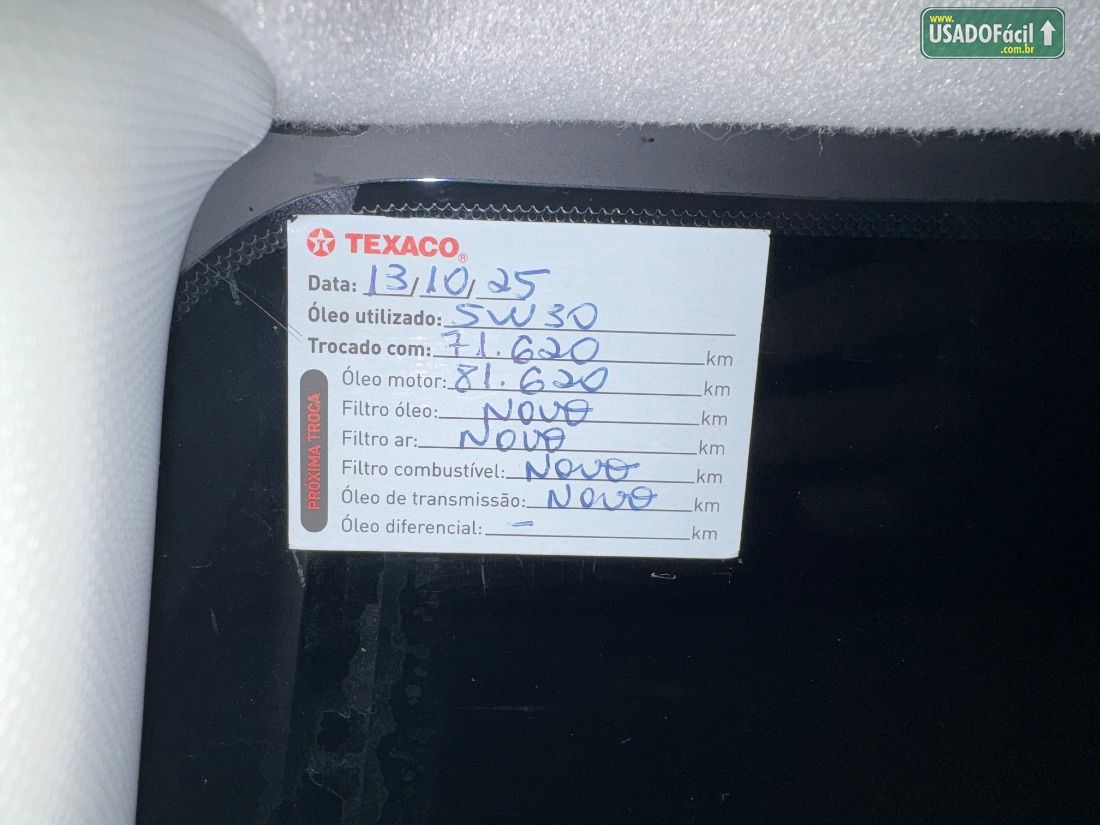 www.
USADOFácil
.com.br
TEXACO®
Data: 13/10/25
Óleo utilizado: 5W30
Trocado com: 71.620 km
PRÓXIMA TROCA
Óleo motor: 81.620 km
Filtro óleo: NOVO km
Filtro ar: NOVO km
Filtro combustível: NOVO km
Óleo de transmissão: NOVO km
Óleo diferencial: - km